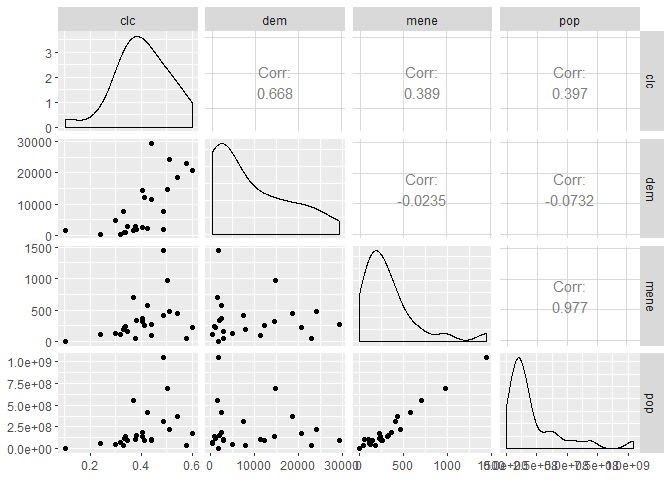 clc dem mene pop
3 2 1 0
Corr: 0.668
Corr: 0.389
Corr: 0.397
clc
30000 20000 10000 0
Corr: -0.0235
Corr: -0.0732
dem
1500 1000 500 0
Corr: 0.977
mene
1.0e+09 7.5e+08 5.0e+08 2.5e+08 0.0e+00
pop
0.2 0.4 0.6 0 10000 20000 30000 0 500 1000